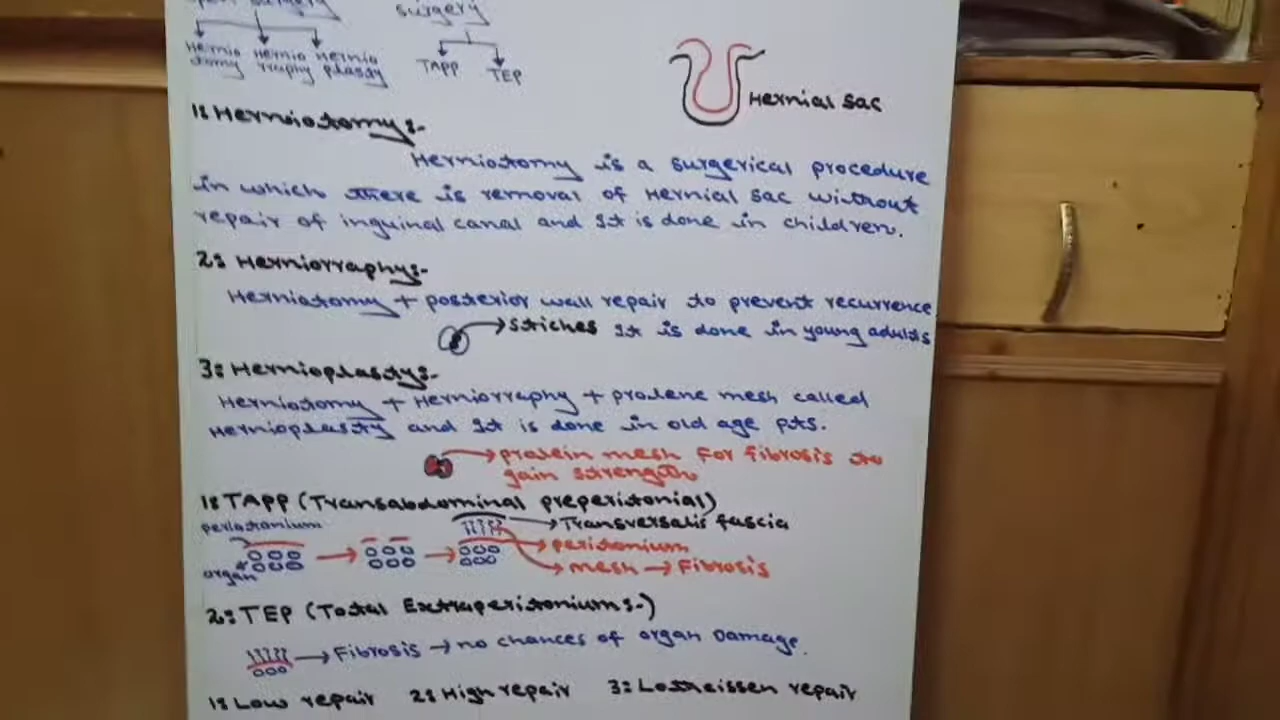 surgery
surgery
Hernio Hernio Hernio
tomy rraphy plasty
TAPP TEP
Hernial sac
1: Herniotomy:-
Herniotomy is a surgerical procedure
in which there is removal of Hernial sac without
repair of inguinal canal and It is done in children.
2: Herniorraphy:-
Herniotomy + posterior wall repair to prevent recurrence
stiches It is done in young adults
3: Hernioplasty:-
Herniotomy + Herniorraphy + prolene mesh called
Hernioplasty and It is done in old age pts.
protein mesh For fibrosis to
gain strength
1: TAPP (Transabdominal preperitonial)
peritonium
Transversalis fascia
peritonium
organ
mesh → Fibrosis
2: TEP (Total Extraperitonium:-)
→ Fibrosis → no chances of organ Damage.
1: Low repair 2: High repair 3: Lotheissen repair